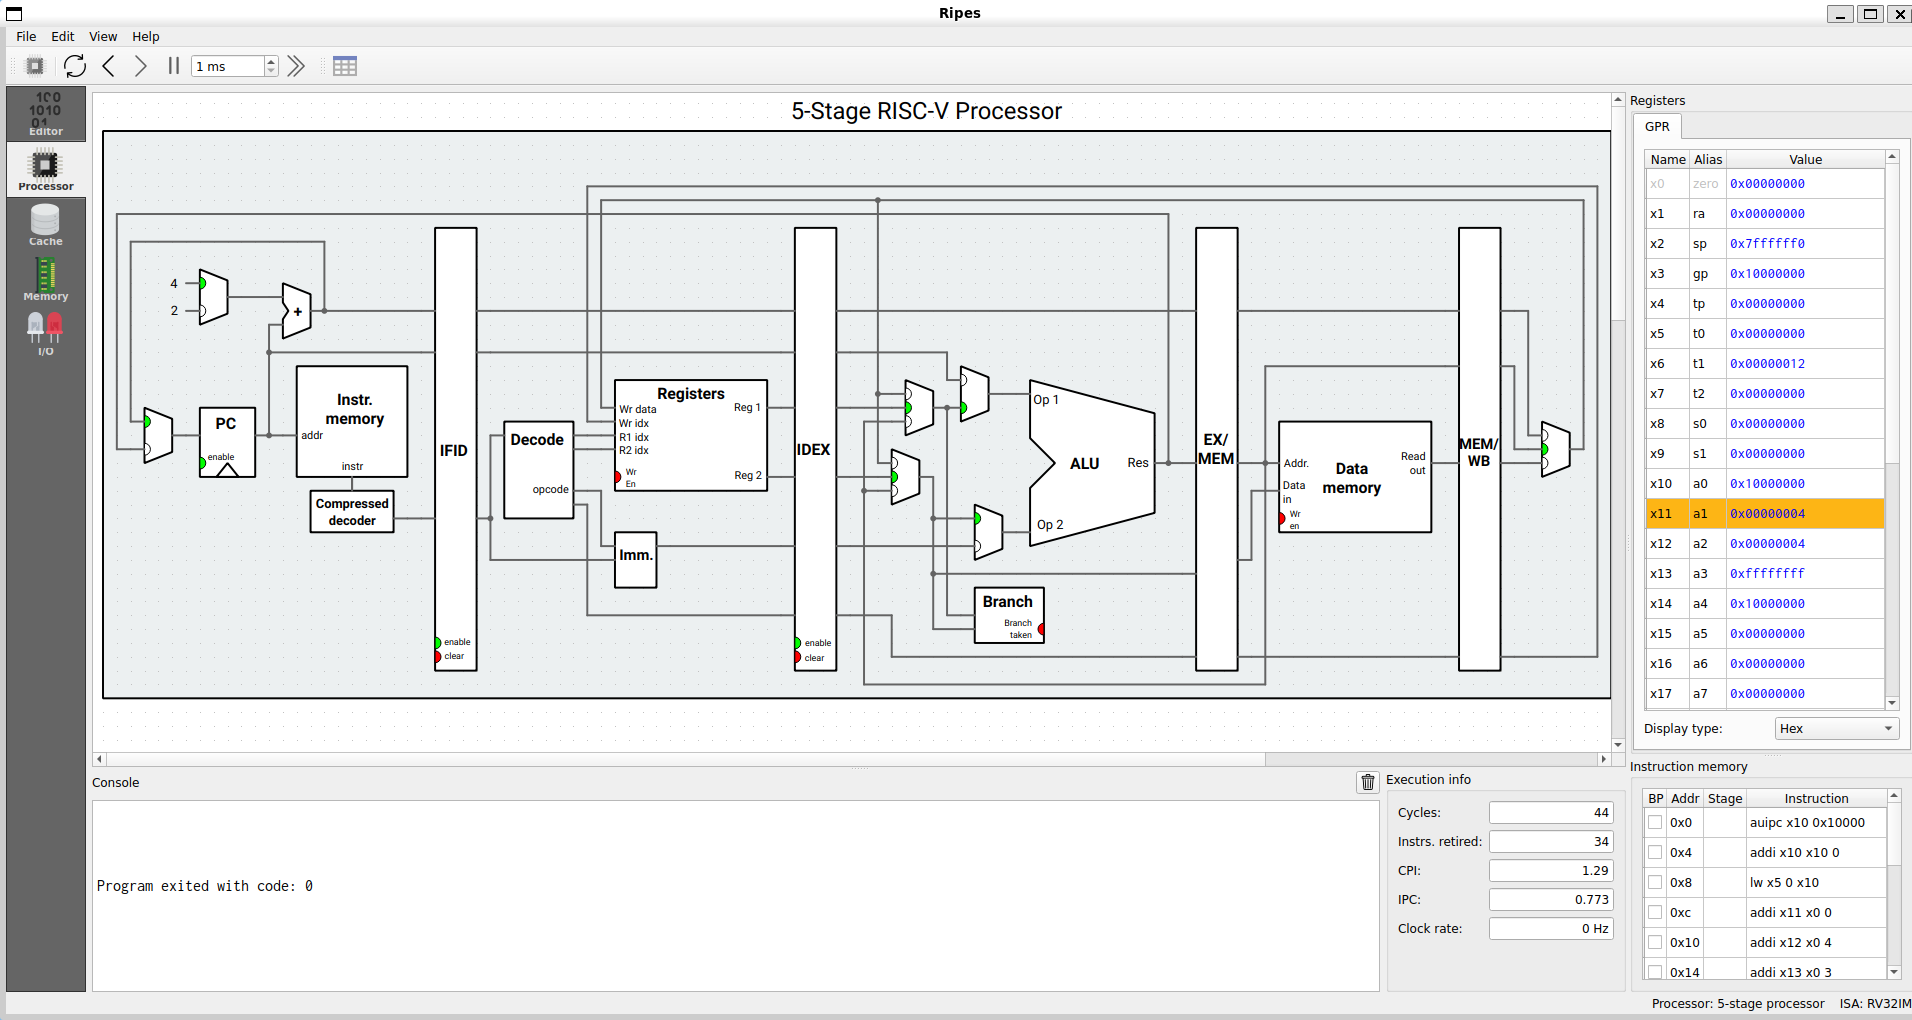 Ripes
File Edit View Help
1 ms
Editor
Processor
Cache
Memory
I/O
5-Stage RISC-V Processor
4
2
+
PC
enable
Instr.
memory
addr
instr
Compressed
decoder
IFID
enable
clear
Decode
opcode
Registers
Wr data
Wr idx
R1 idx
R2 idx
Wr
En
Reg 1
Reg 2
Imm.
IDEX
enable
clear
Op 1
ALU
Res
Op 2
Branch
Branch
taken
EX/
MEM
Addr.
Data
in
Wr
en
Data
memory
Read
out
MEM/
WB
Registers
GPR
Name Alias Value
x0 zero 0x00000000
x1 ra 0x00000000
x2 sp 0x7ffffff0
x3 gp 0x10000000
x4 tp 0x00000000
x5 t0 0x00000000
x6 t1 0x00000012
x7 t2 0x00000000
x8 s0 0x00000000
x9 s1 0x00000000
x10 a0 0x10000000
x11 a1 0x00000004
x12 a2 0x00000004
x13 a3 0xffffffff
x14 a4 0x10000000
x15 a5 0x00000000
x16 a6 0x00000000
x17 a7 0x00000000
Display type: Hex
Console
Program exited with code: 0
Execution info
Cycles: 44
Instrs. retired: 34
CPI: 1.29
IPC: 0.773
Clock rate: 0 Hz
Instruction memory
BP Addr Stage Instruction
0x0 auipc x10 0x10000
0x4 addi x10 x10 0
0x8 lw x5 0 x10
0xc addi x11 x0 0
0x10 addi x12 x0 4
0x14 addi x13 x0 3
Processor: 5-stage processor ISA: RV32IM